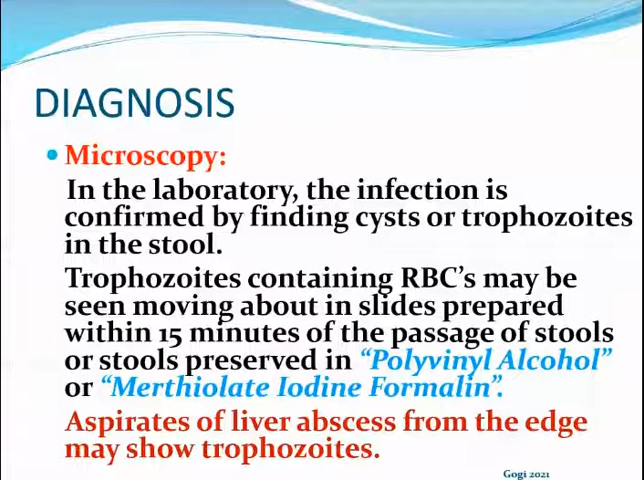 DIAGNOSIS
Microscopy:
In the laboratory, the infection is
confirmed by finding cysts or trophozoites
in the stool.
Trophozoites containing RBC's may be
seen moving about in slides prepared
within 15 minutes of the passage of stools
or stools preserved in “Polyvinyl Alcohol”
or “Merthiolate Iodine Formalin”.
Aspirates of liver abscess from the edge
may show trophozoites.
Gogi 2021